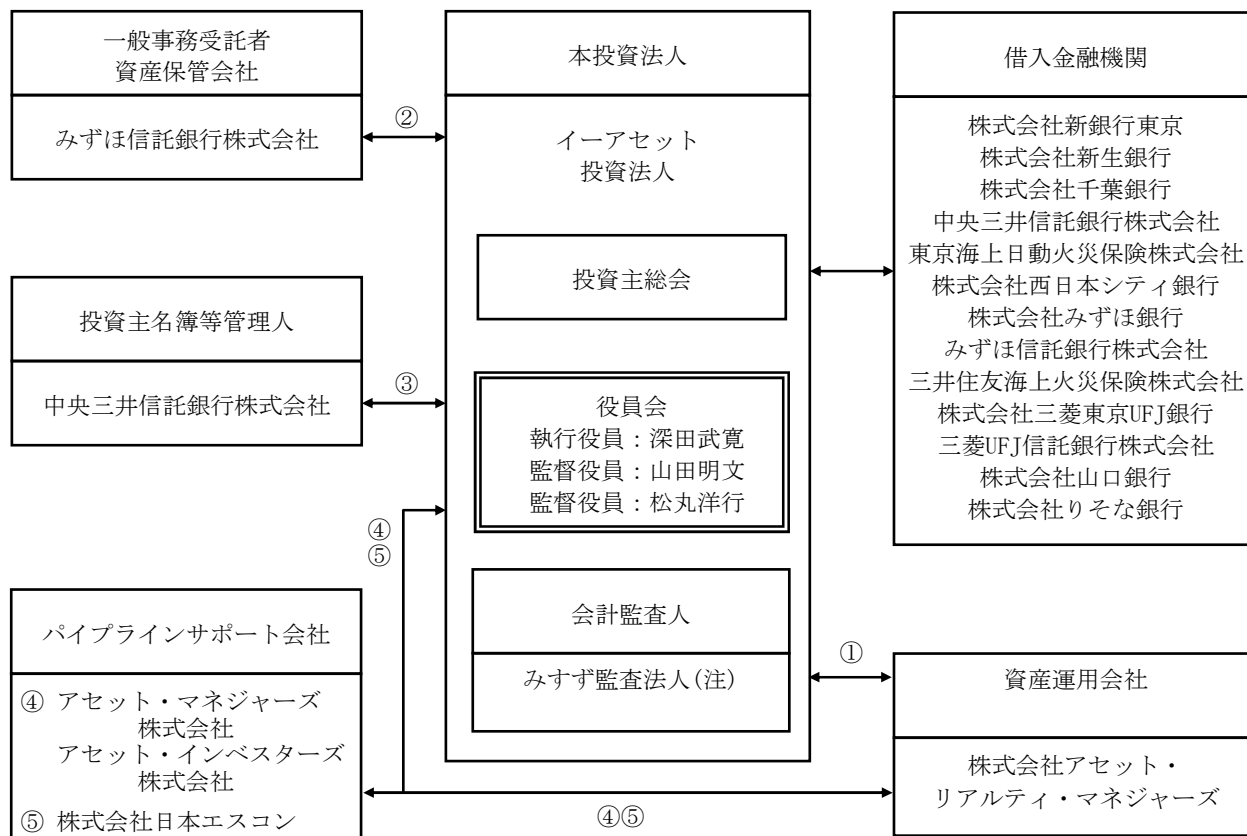 一般事務受託者
資産保管会社
みずほ信託銀行株式会社
②
投資主名簿等管理人
中央三井信託銀行株式会社
③
パイプラインサポート会社
④ アセット・マネジャーズ
株式会社
アセット・インベスターズ
株式会社
⑤ 株式会社日本エスコン
④
⑤
本投資法人
イーアセット
投資法人
投資主総会
役員会
執行役員：深田武寛
監督役員：山田明文
監督役員：松丸洋行
会計監査人
みすず監査法人(注)
借入金融機関
株式会社新銀行東京
株式会社新生銀行
株式会社千葉銀行
中央三井信託銀行株式会社
東京海上日動火災保険株式会社
株式会社西日本シティ銀行
株式会社みずほ銀行
みずほ信託銀行株式会社
三井住友海上火災保険株式会社
株式会社三菱東京UFJ銀行
三菱UFJ信託銀行株式会社
株式会社山口銀行
株式会社りそな銀行
①
資産運用会社
株式会社アセット・
リアルティ・マネジャーズ
④⑤